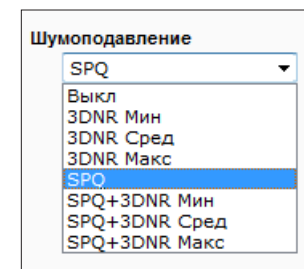 Шумоподавление
SPQ
Выкл
3DNR Мин
3DNR Сред
3DNR Макс
SPQ
SPQ+3DNR Мин
SPQ+3DNR Сред
SPQ+3DNR Макс